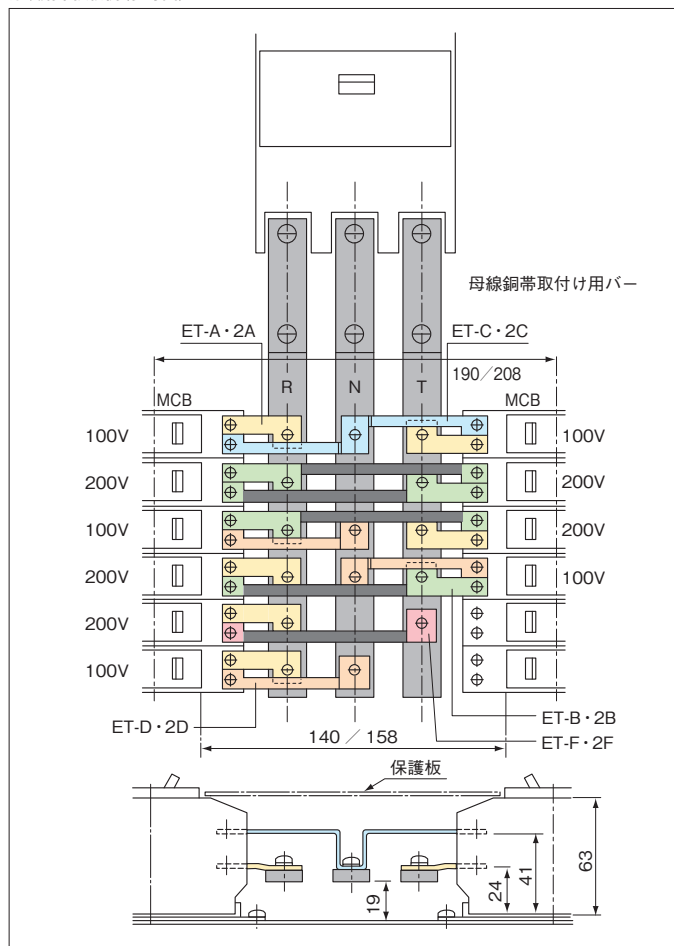 母線銅帯取付け用バー
ET-A・2A
ET-C・2C
190／208
R
N
T
MCB
MCB
100V
100V
200V
200V
100V
200V
200V
100V
200V
100V
ET-D・2D
140 ／ 158
ET-B・2B
ET-F・2F
保護板
19
24
41
63